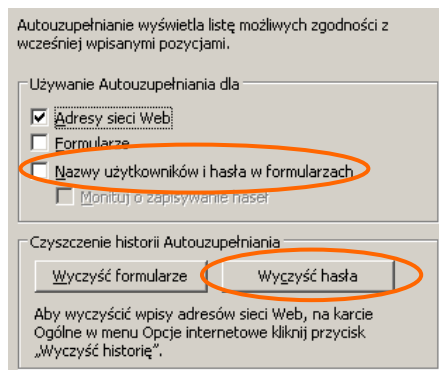 Autouzupełnianie wyświetla listę możliwych zgodności z
wcześniej wpisanymi pozycjami.
Używanie Autouzupełniania dla
Adresy sieci Web
Formularze
Nazwy użytkowników i hasła w formularzach
Monituj o zapisywanie haseł
Czyszczenie historii Autouzupełniania
Wyczyść formularze
Wyczyść hasła
Aby wyczyścić wpisy adresów sieci Web, na karcie
Ogólne w menu Opcje internetowe kliknij przycisk
„Wyczyść historię”.